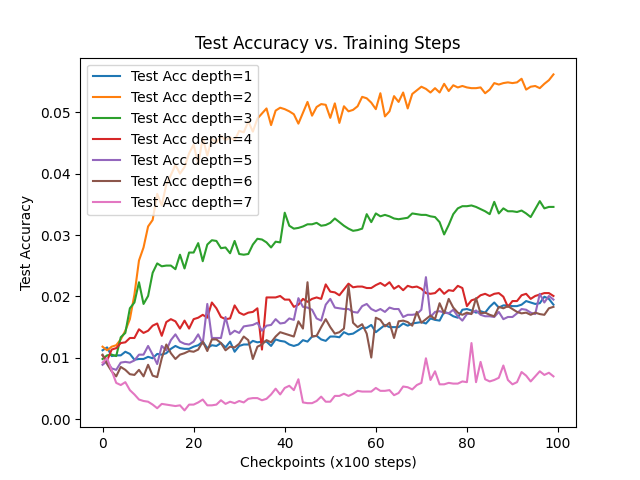 Test Accuracy vs. Training Steps
Test Acc depth=1
Test Acc depth=2
Test Acc depth=3
Test Acc depth=4
Test Acc depth=5
Test Acc depth=6
Test Acc depth=7
Test Accuracy
0.05
0.04
0.03
0.02
0.01
0.00
0 20 40 60 80 100
Checkpoints (x100 steps)